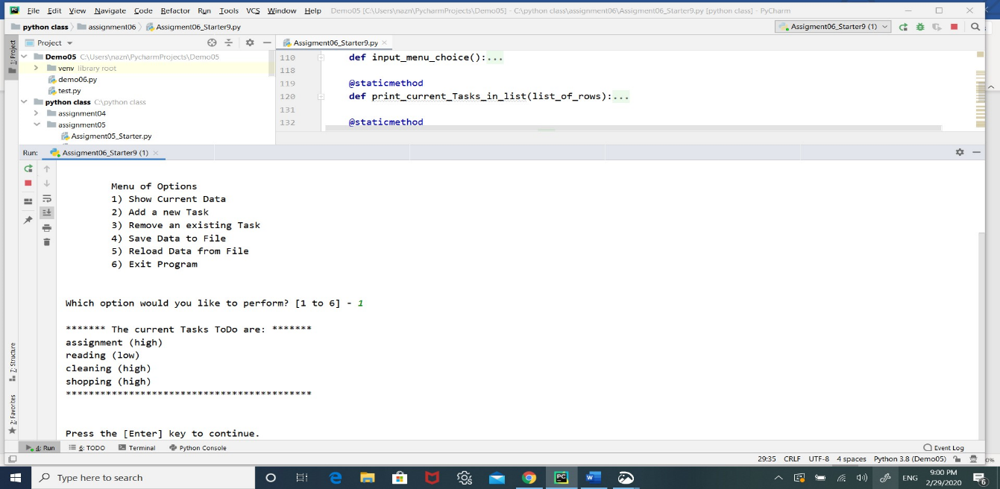 File Edit View Navigate Code Refactor Run Tools VCS Window Help Demo05 [C:\Users\nazn\PycharmProjects\Demo05] - C:\python class\assignment06\Assigment06_Starter9.py [python class] - PyCharm
python class assignment06 Assigment06_Starter9.py Assigment06_Starter9 (1)
1: Project
Project Assigment06_Starter9.py
Demo05 C:\Users\nazn\PycharmProjects\Demo05
venv library root
demo06.py
test.py
python class C:\python class
assignment04
assignment05
Assigment05_Starter.py
110 def input_menu_choice():...
118
119 @staticmethod
120 def print_current_Tasks_in_list(list_of_rows):...
131
132 @staticmethod
Run: Assigment06_Starter9 (1)
Menu of Options
1) Show Current Data
2) Add a new Task
3) Remove an existing Task
4) Save Data to File
5) Reload Data from File
6) Exit Program
Which option would you like to perform? [1 to 6] - 1
******* The current Tasks ToDo are: *******
assignment (high)
reading (low)
cleaning (high)
shopping (high)
*******************************************
Press the [Enter] key to continue.
7: Structure
2: Favorites
4: Run 6: TODO Terminal Python Console Event Log
29:35 CRLF UTF-8 4 spaces Python 3.8 (Demo05) 0%
Type here to search ENG 9:00 PM
2/29/2020 6